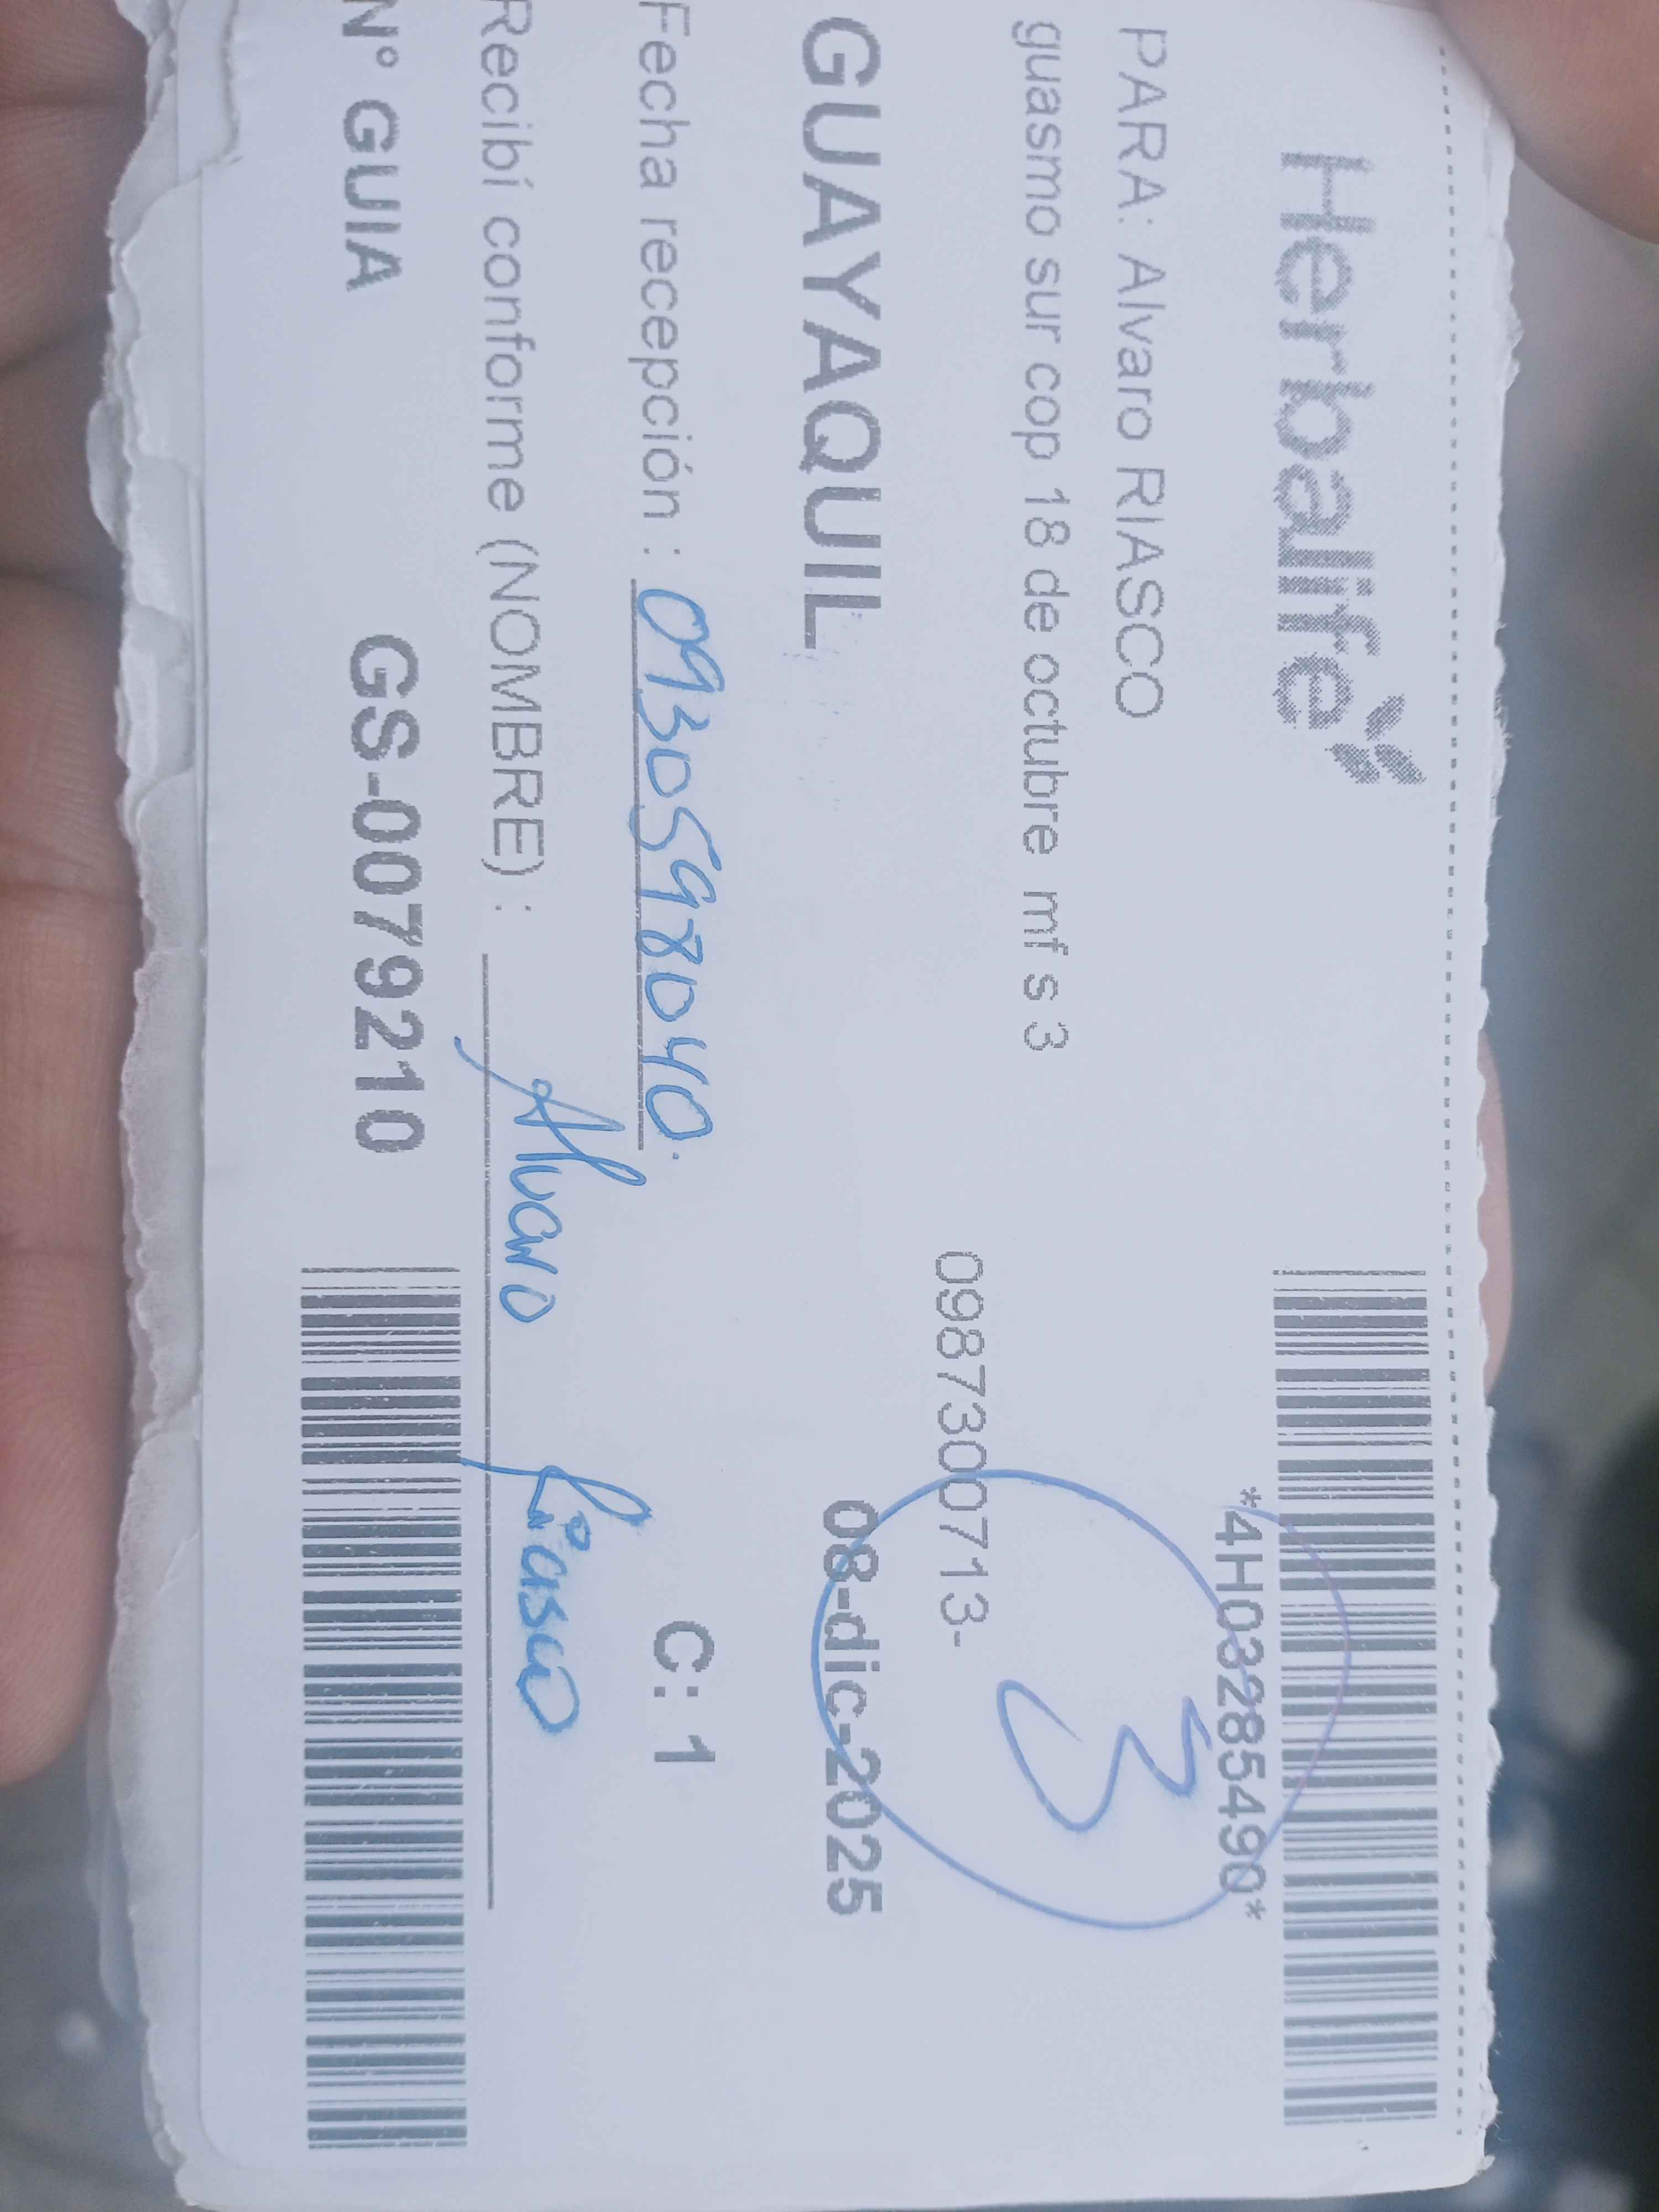 Herbalife
*4H03285490*
PARA: Alvaro RIASCO
guasmo sur cop 18 de octubre mf s 3
0987300713-
3
GUAYAQUIL 08-dic-2025
Fecha recepción : 0930598040. C: 1
Recibí conforme (NOMBRE) : Alvaro Riasco
N° GUIA GS-0079210